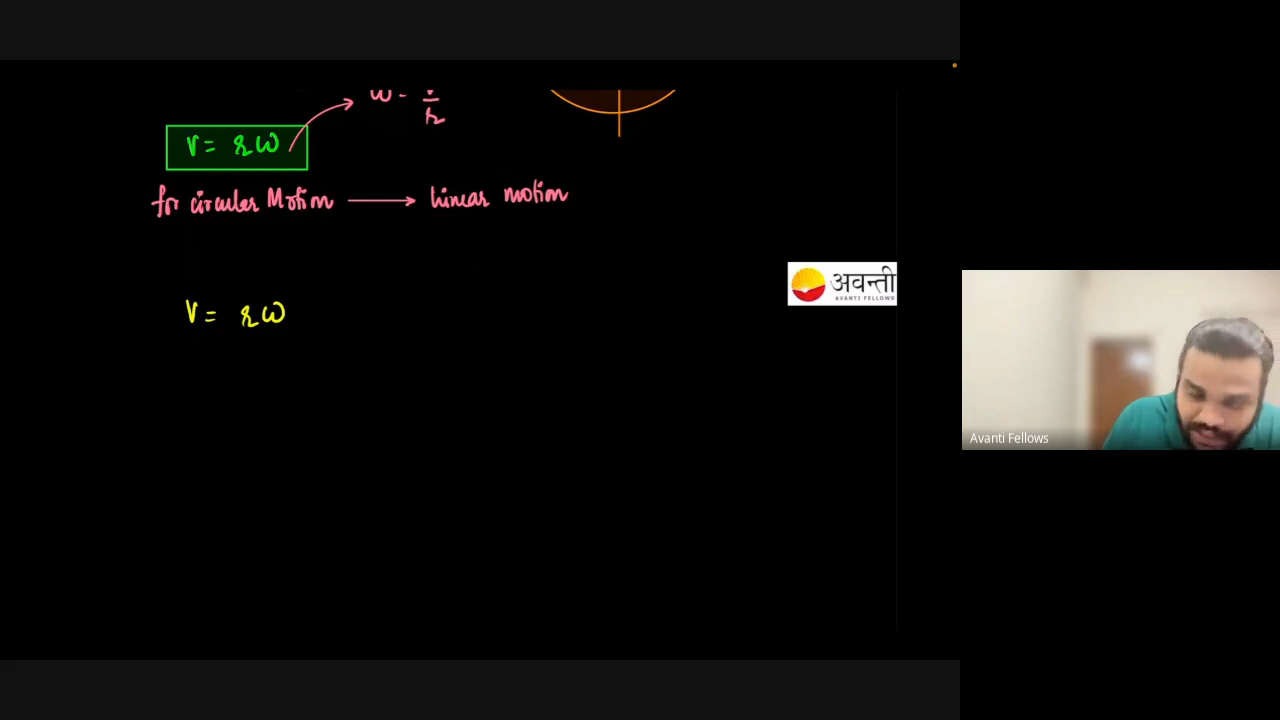 ω = v/r
v = rω
for circular Motion → linear motion
अवन्ती
AVANTI FELLOWS
v = rω
Avanti Fellows